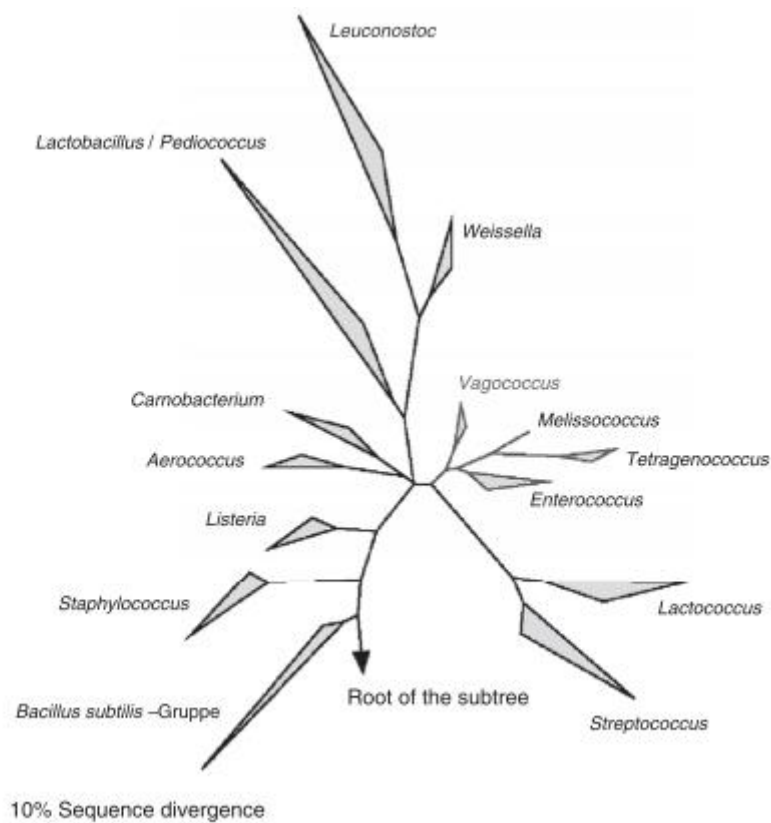 Leuconostoc
Lactobacillus / Pediococcus
Weissella
Vagococcus
Carnobacterium
Melissococcus
Aerococcus
Tetragenococcus
Enterococcus
Listeria
Staphylococcus
Lactococcus
Root of the subtree
Bacillus subtilis –Gruppe
Streptococcus
10% Sequence divergence